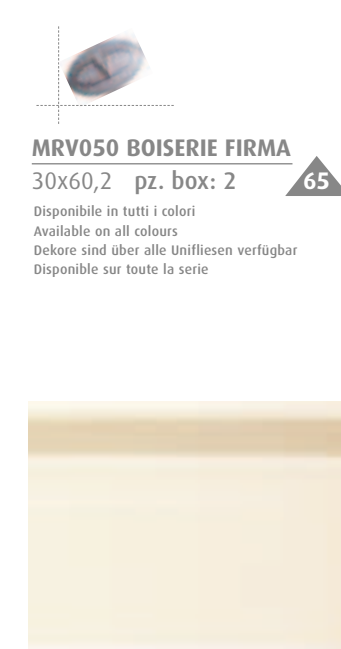 MRV050 BOISERIE FIRMA
30x60,2 pz. box: 2 65
Disponibile in tutti i colori
Available on all colours
Dekore sind über alle Unifliesen verfügbar
Disponible sur toute la serie